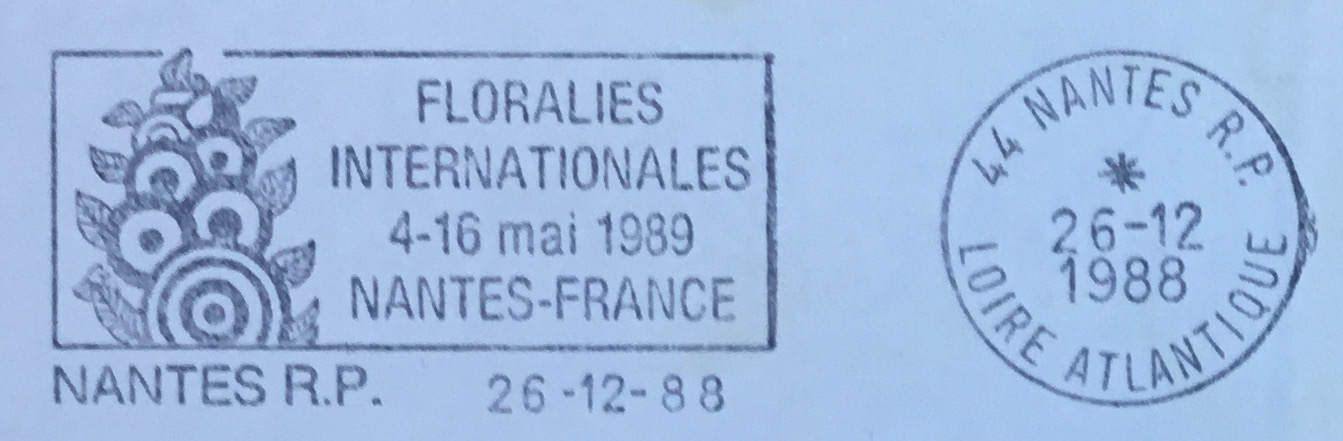 FLORALIES
INTERNATIONALES
4-16 mai 1989
NANTES-FRANCE
NANTES R.P. 26-12-88
44 NANTES R.P.
*
26-12
1988
LOIRE ATLANTIQUE